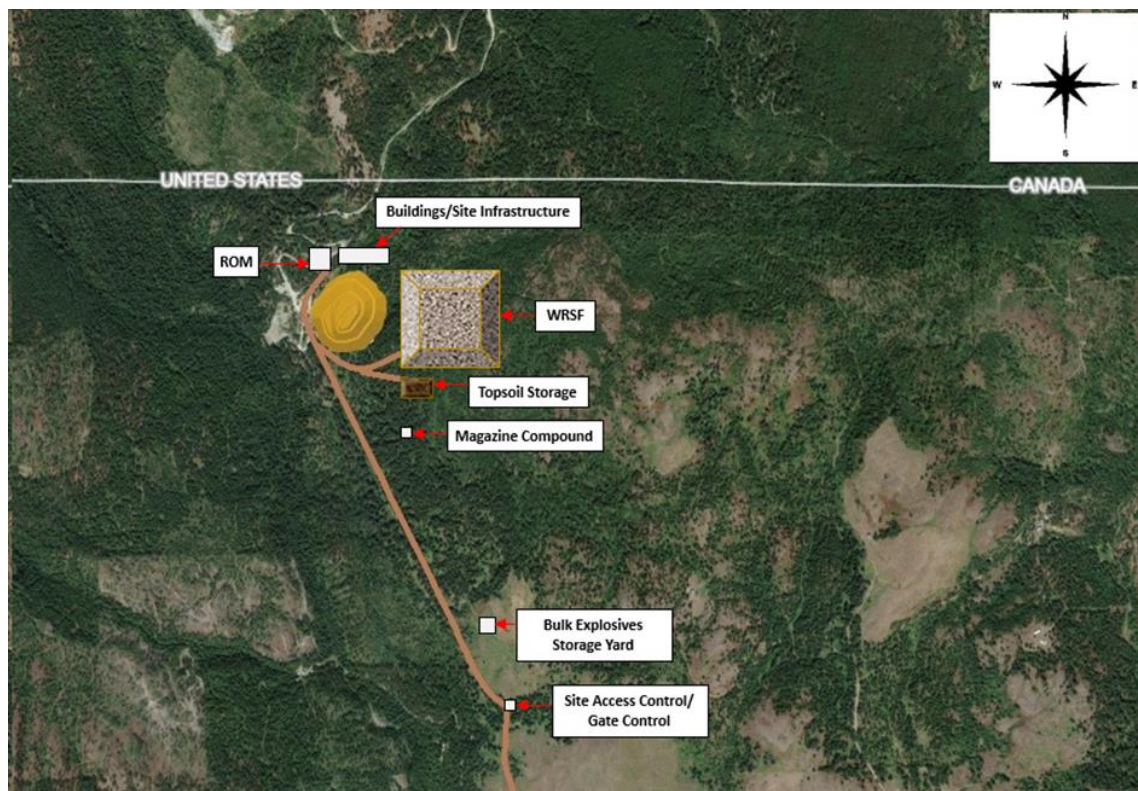 N
W
E
S
UNITED STATES
CANADA
Buildings/Site Infrastructure
ROM
WRSF
Topsoil Storage
Magazine Compound
Bulk Explosives
Storage Yard
Site Access Control/
Gate Control